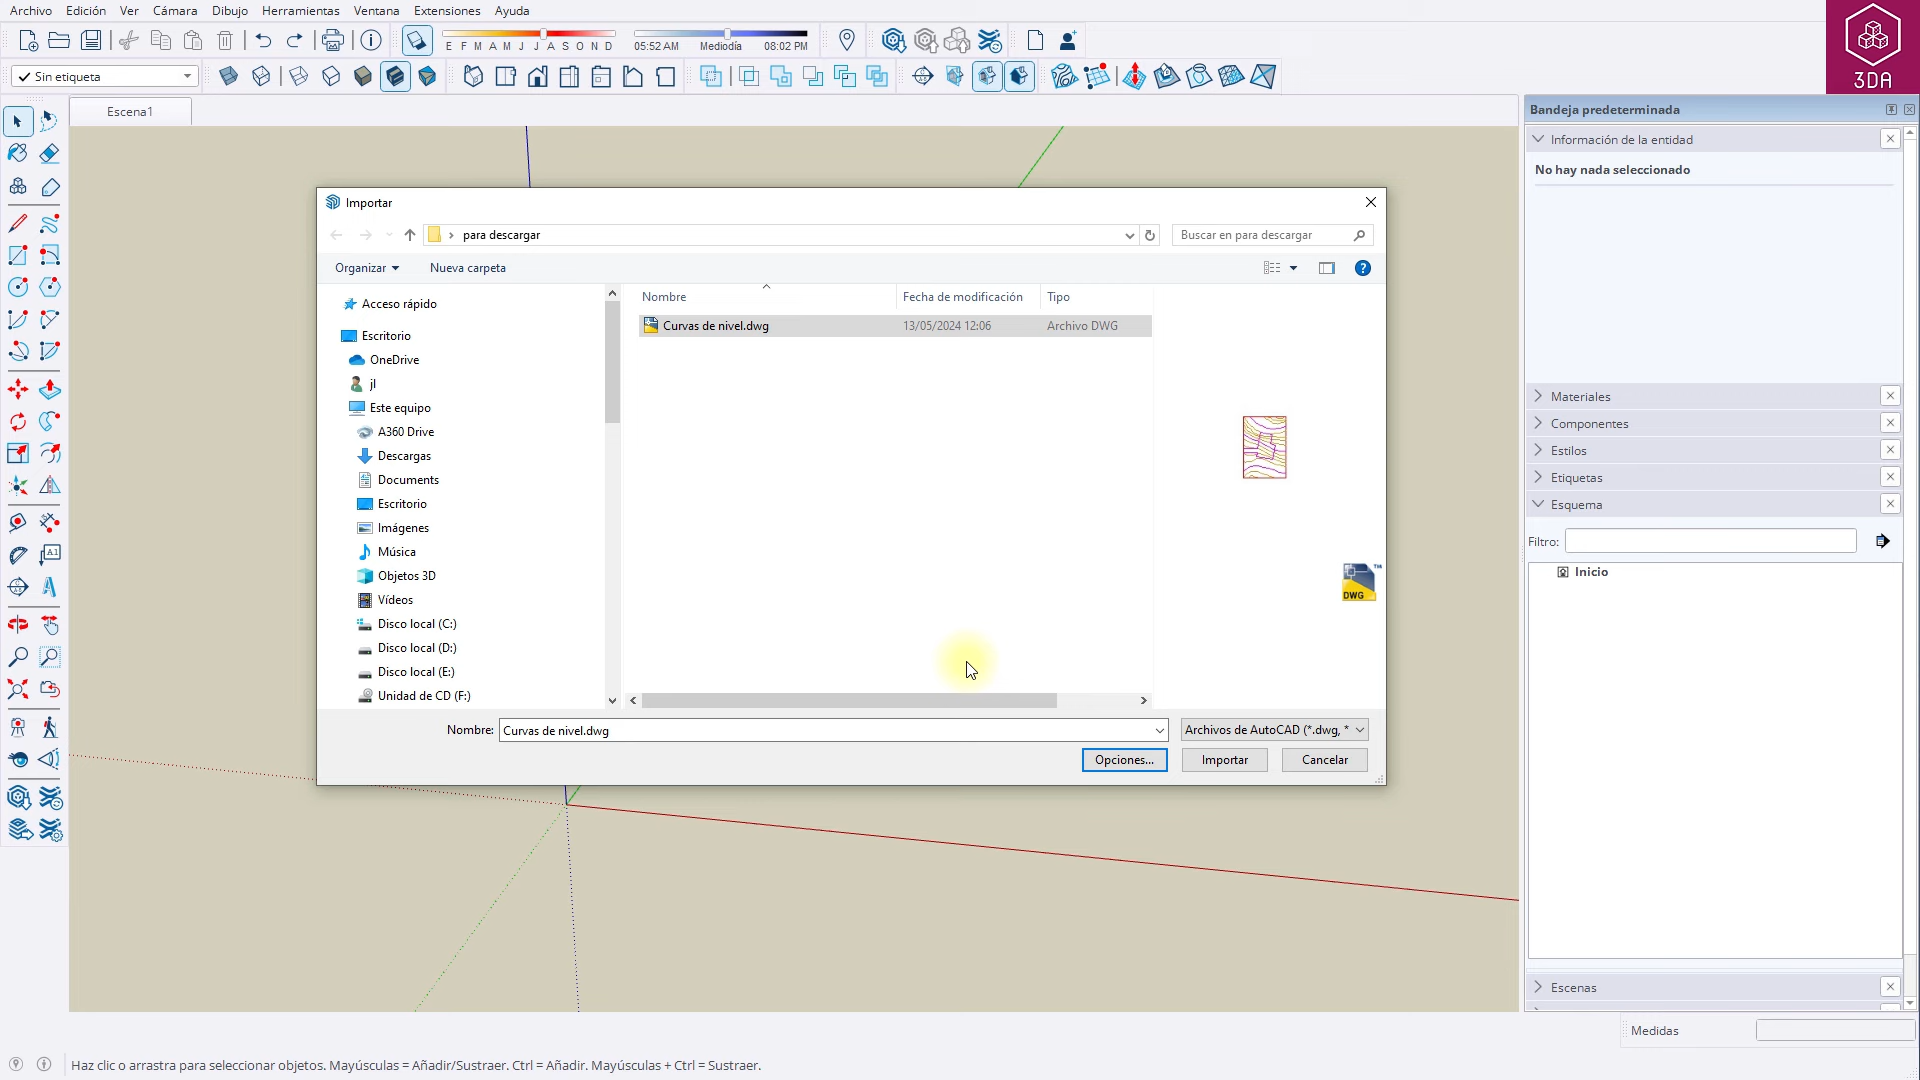 Archivo Edición Ver Cámara Dibujo Herramientas Ventana Extensiones Ayuda
E F M A M J J A S O N D 05:52 AM Mediodía 08:02 PM
3DA
Sin etiqueta
Escena1
Bandeja predeterminada
Información de la entidad
No hay nada seleccionado
Importar
para descargar
Buscar en para descargar
Organizar Nueva carpeta
Nombre Fecha de modificación Tipo
Curvas de nivel.dwg 13/05/2024 12:06 Archivo DWG
Acceso rápido
Escritorio
OneDrive
jl
Este equipo
A360 Drive
Descargas
Documents
Escritorio
Imágenes
Música
Objetos 3D
Vídeos
Disco local (C:)
Disco local (D:)
Disco local (E:)
Unidad de CD (F:)
DWG
Nombre: Curvas de nivel.dwg Archivos de AutoCAD (*.dwg, *
Opciones... Importar Cancelar
Materiales
Componentes
Estilos
Etiquetas
Esquema
Filtro:
Inicio
Escenas
Medidas
Haz clic o arrastra para seleccionar objetos. Mayúsculas = Añadir/Sustraer. Ctrl = Añadir. Mayúsculas + Ctrl = Sustraer.